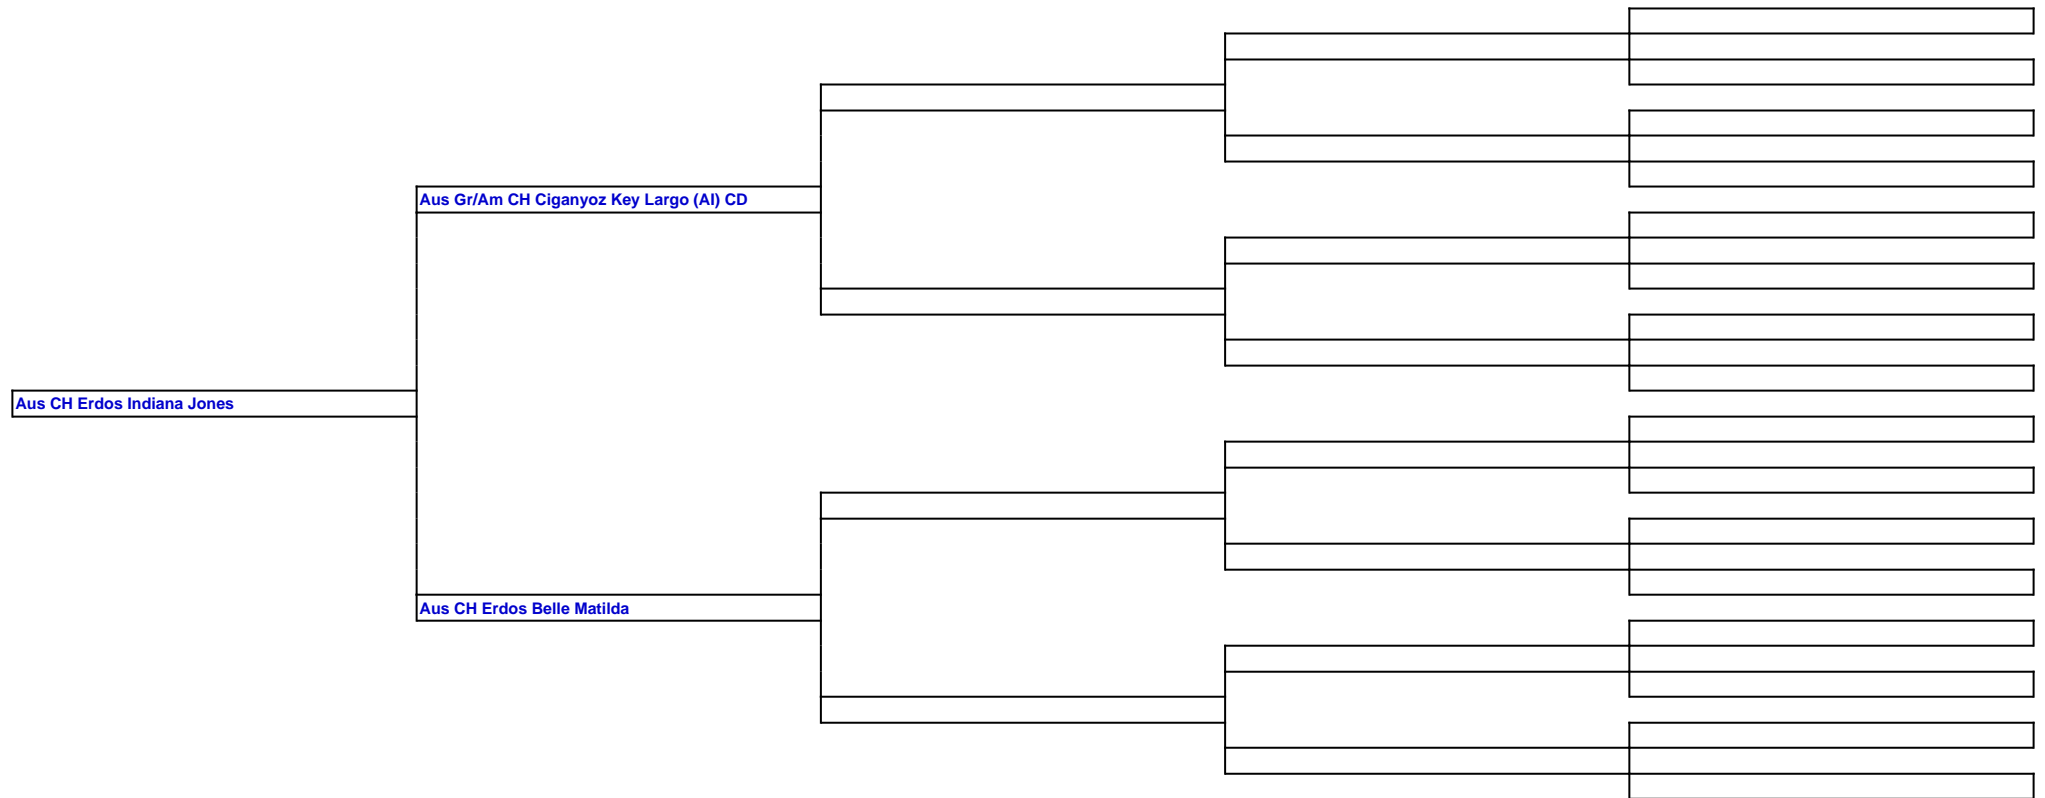 Aus Gr/Am CH Ciganyoz Key Largo (AI) CD
Aus CH Erdos Indiana Jones
Aus CH Erdos Belle Matilda